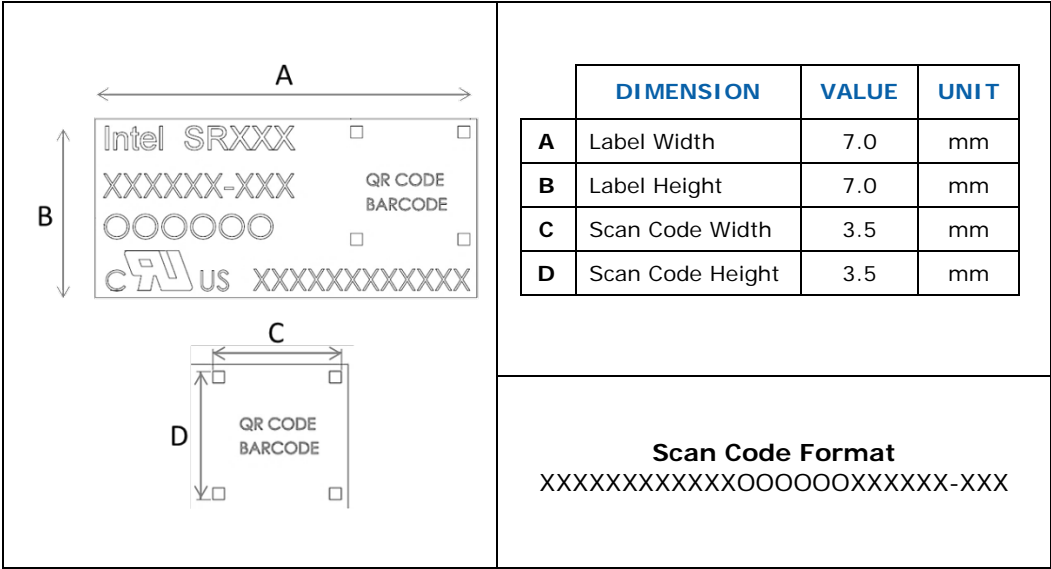 A
B
Intel SRXXX
XXXXXX-XXX
OOOOOO
C RU US XXXXXXXXXXXX
QR CODE
BARCODE
C
D
QR CODE
BARCODE
DIMENSION VALUE UNIT
A Label Width 7.0 mm
B Label Height 7.0 mm
C Scan Code Width 3.5 mm
D Scan Code Height 3.5 mm
Scan Code Format
XXXXXXXXXXXXOOOOOOXXXXXX-XXX